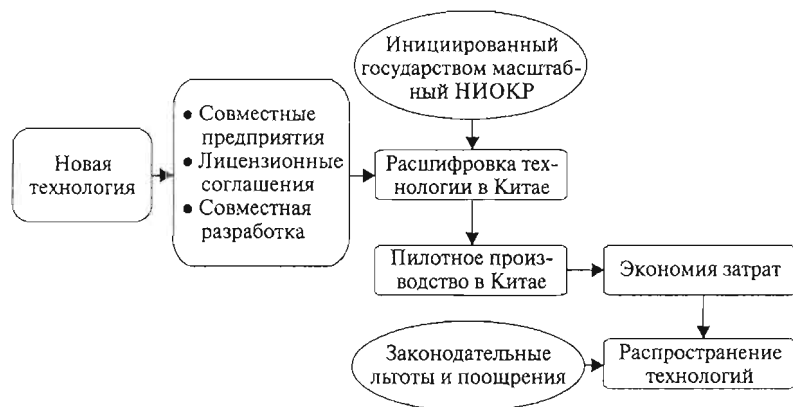 Новая
технология
● Совместные
предприятия
● Лицензионные
соглашения
● Совместная
разработка
Инициированный
государством масштаб-
ный НИОКР
Расшифровка тех-
нологии в Китае
Пилотное произ-
водство в Китае
Экономия затрат
Законодательные
льготы и поощрения
Распространение
технологий